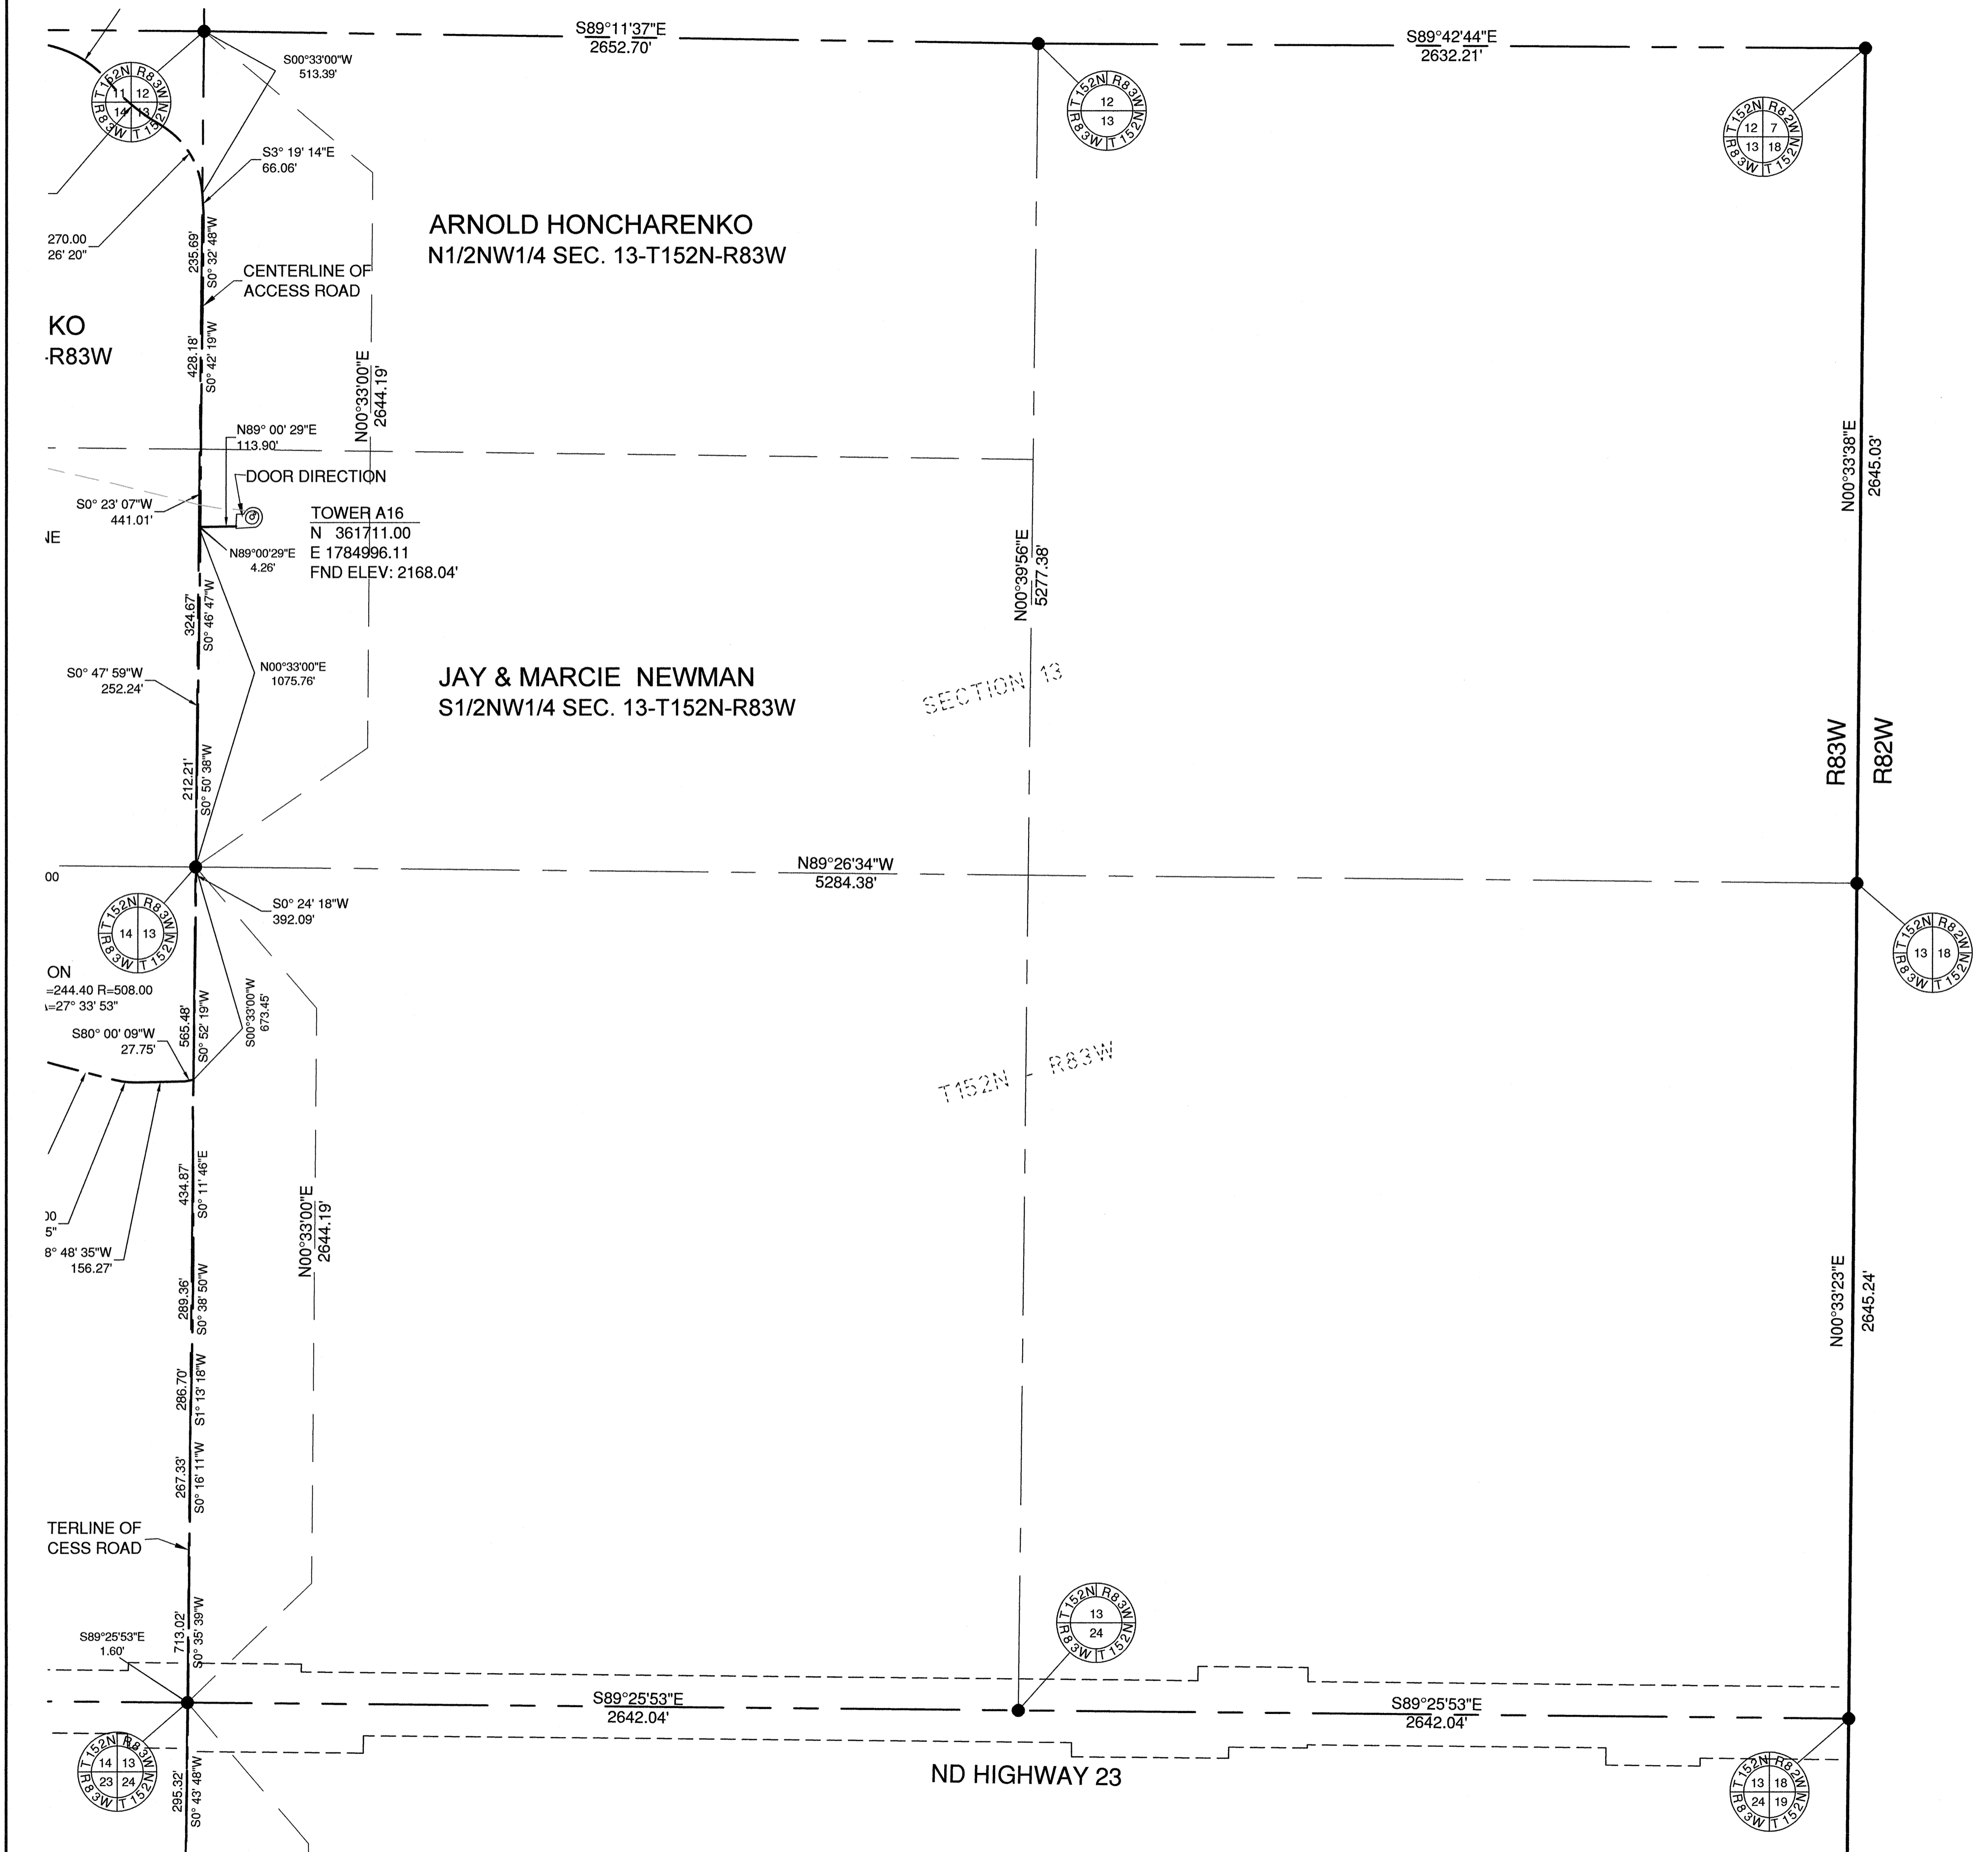 S89°11'37"E
2652.70'
S89°42'44"E
2632.21'
S00°33'00"W
513.39'
T152N R83W
11 12
14 13
R83W T152N
T152N R83W
12
13
R83W T152N
T152N R82W
12 7
13 18
R83W T152N
S3° 19' 14"E
66.06'
270.00
26' 20"
235.69'
S0° 32' 48"W
ARNOLD HONCHARENKO
N1/2NW1/4 SEC. 13-T152N-R83W
CENTERLINE OF
ACCESS ROAD
KO
-R83W
428.18'
S0° 42' 19"W
N00°33'00"E
2644.19'
N89° 00' 29"E
113.90'
DOOR DIRECTION
S0° 23' 07"W
441.01'
NE
TOWER A16
N 361711.00
E 1784996.11
FND ELEV: 2168.04'
N89°00'29"E
4.26'
N00°39'56"E
5277.38'
N00°33'38"E
2645.03'
324.67'
S0° 46' 47"W
S0° 47' 59"W
252.24'
N00°33'00"E
1075.76'
JAY & MARCIE NEWMAN
S1/2NW1/4 SEC. 13-T152N-R83W
SECTION 13
R83W
R82W
212.21'
S0° 50' 38"W
N89°26'34"W
5284.38'
00
S0° 24' 18"W
392.09'
T152N R83W
14 13
R83W T152N
T152N R82W
13 18
R83W T152N
ON
=244.40 R=508.00
=27° 33' 53"
565.48'
S0° 52' 19"W
S00°33'00"W
673.45'
S80° 00' 09"W
27.75'
T152N - R83W
434.87'
S0° 11' 46"E
N00°33'00"E
2644.19'
00
5"
8° 48' 35"W
156.27'
289.36'
S0° 38' 50"W
N00°33'23"E
2645.24'
286.70'
S1° 13' 18"W
267.33'
S0° 16' 11"W
TERLINE OF
CESS ROAD
713.02'
S0° 35' 39"W
S89°25'53"E
1.60'
T152N R83W
13
24
R83W T152N
S89°25'53"E
2642.04'
S89°25'53"E
2642.04'
T152N R83W
14 13
23 24
R83W T152N
295.32'
S0° 43' 48"W
ND HIGHWAY 23
T152N R82W
13 18
24 19
R83W T152N